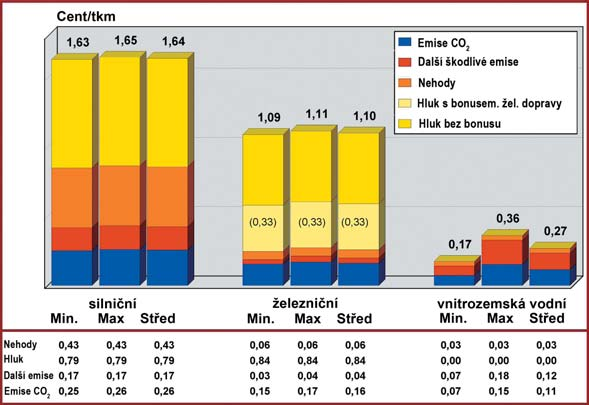 Cent/tkm
1,63 1,65 1,64
1,09 1,11 1,10
0,17 0,36 0,27
(0,33) (0,33) (0,33)
Emise CO₂
Další škodlivé emise
Nehody
Hluk s bonusem. žel. dopravy
Hluk bez bonusu
silniční železniční vnitrozemská vodní
Min. Max Střed Min. Max Střed Min. Max Střed
Nehody 0,43 0,43 0,43 0,06 0,06 0,06 0,03 0,03 0,03
Hluk 0,79 0,79 0,79 0,84 0,84 0,84 0,00 0,00 0,00
Další emise 0,17 0,17 0,17 0,03 0,04 0,04 0,07 0,18 0,12
Emise CO₂ 0,25 0,26 0,26 0,15 0,17 0,16 0,07 0,15 0,11